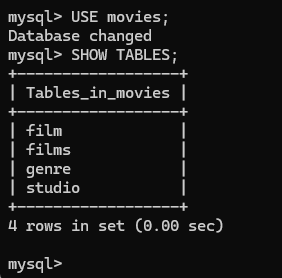 mysql> USE movies;
Database changed
mysql> SHOW TABLES;
+------------------+
| Tables_in_movies |
+------------------+
| film             |
| films            |
| genre            |
| studio           |
+------------------+
4 rows in set (0.00 sec)
mysql>